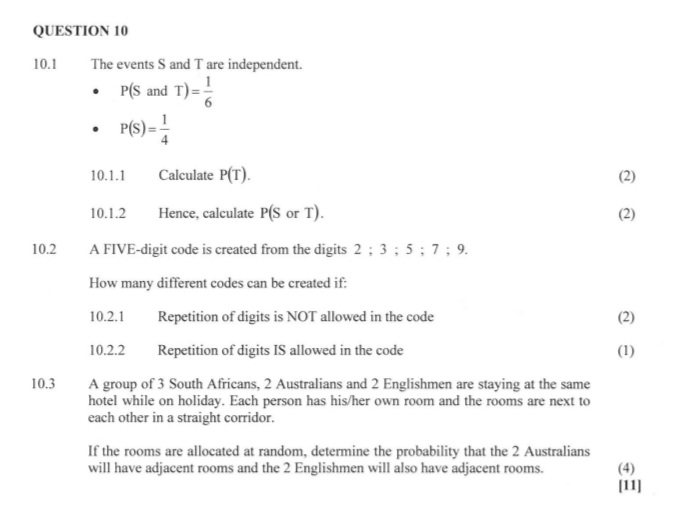 QUESTION 10
10.1 The events S and T are independent.
• P(S and T) = 1/6
• P(S) = 1/4
10.1.1 Calculate P(T). (2)
10.1.2 Hence, calculate P(S or T). (2)
10.2 A FIVE-digit code is created from the digits 2 ; 3 ; 5 ; 7 ; 9.
How many different codes can be created if:
10.2.1 Repetition of digits is NOT allowed in the code (2)
10.2.2 Repetition of digits IS allowed in the code (1)
10.3 A group of 3 South Africans, 2 Australians and 2 Englishmen are staying at the same
hotel while on holiday. Each person has his/her own room and the rooms are next to
each other in a straight corridor.
If the rooms are allocated at random, determine the probability that the 2 Australians
will have adjacent rooms and the 2 Englishmen will also have adjacent rooms. (4)
[11]